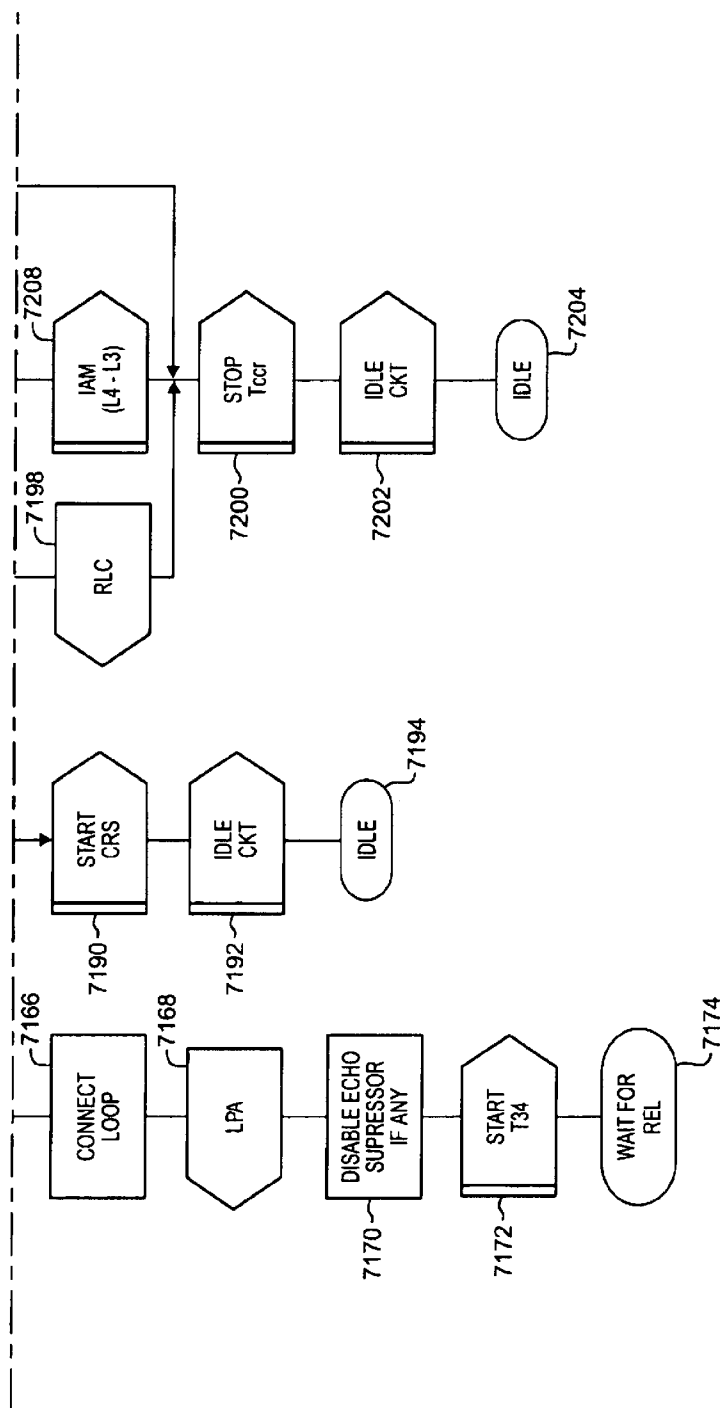 7166
CONNECT
LOOP
7168
LPA
DISABLE ECHO
SUPRESSOR
IF ANY
7170
START
T34
7172
WAIT FOR
REL
7174
START
CRS
7190
IDLE
CKT
7192
IDLE
7194
7198
RLC
7208
IAM
(L4 - L3)
STOP
Tccr
7200
IDLE
CKT
7202
IDLE
7204